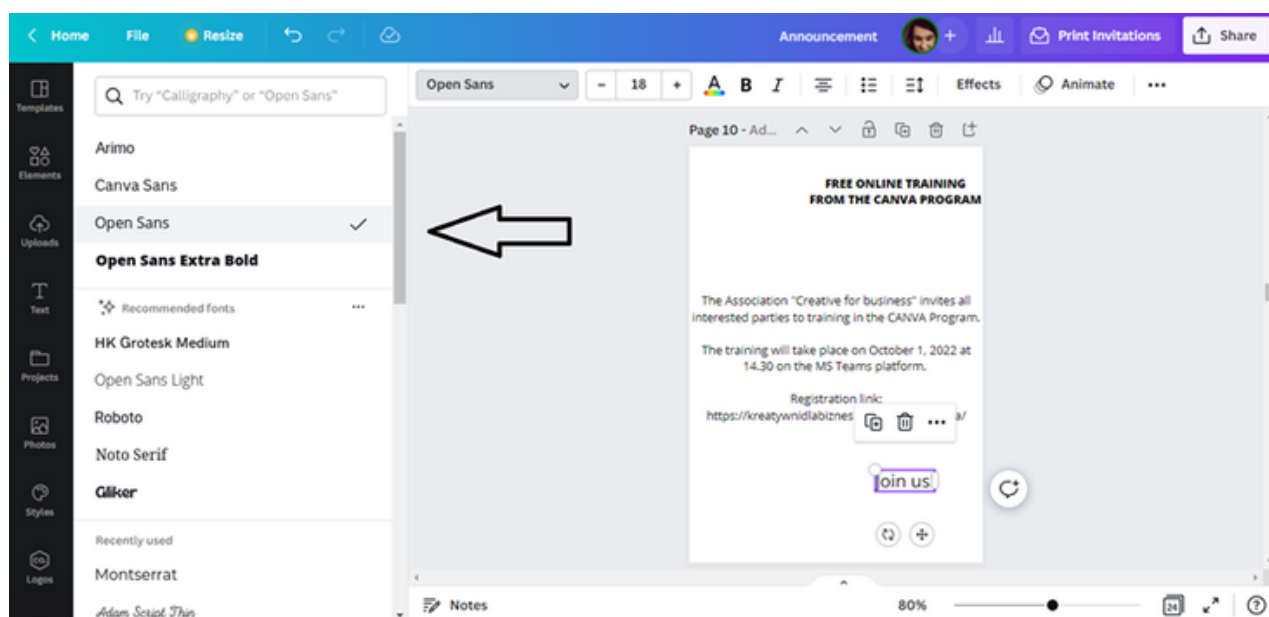 Home File Resize Announcement Print Invitations Share
Templates
Elements
Uploads
Text
Projects
Photos
Styles
CO.
Logos
Try “Calligraphy” or “Open Sans”
Arimo
Canva Sans
Open Sans
Open Sans Extra Bold
Recommended fonts
HK Grotesk Medium
Open Sans Light
Roboto
Noto Serif
Gliker
Recently used
Montserrat
Adam Script Thin
Open Sans – 18 + A B I Effects Animate
Page 10 - Ad...
FREE ONLINE TRAINING
FROM THE CANVA PROGRAM
The Association "Creative for business" invites all
interested parties to training in the CANVA Program.
The training will take place on October 1, 2022 at
14.30 on the MS Teams platform.
Registration link:
https://kreatywnidlabiznes a/
Join us
Notes 80% 24 ?